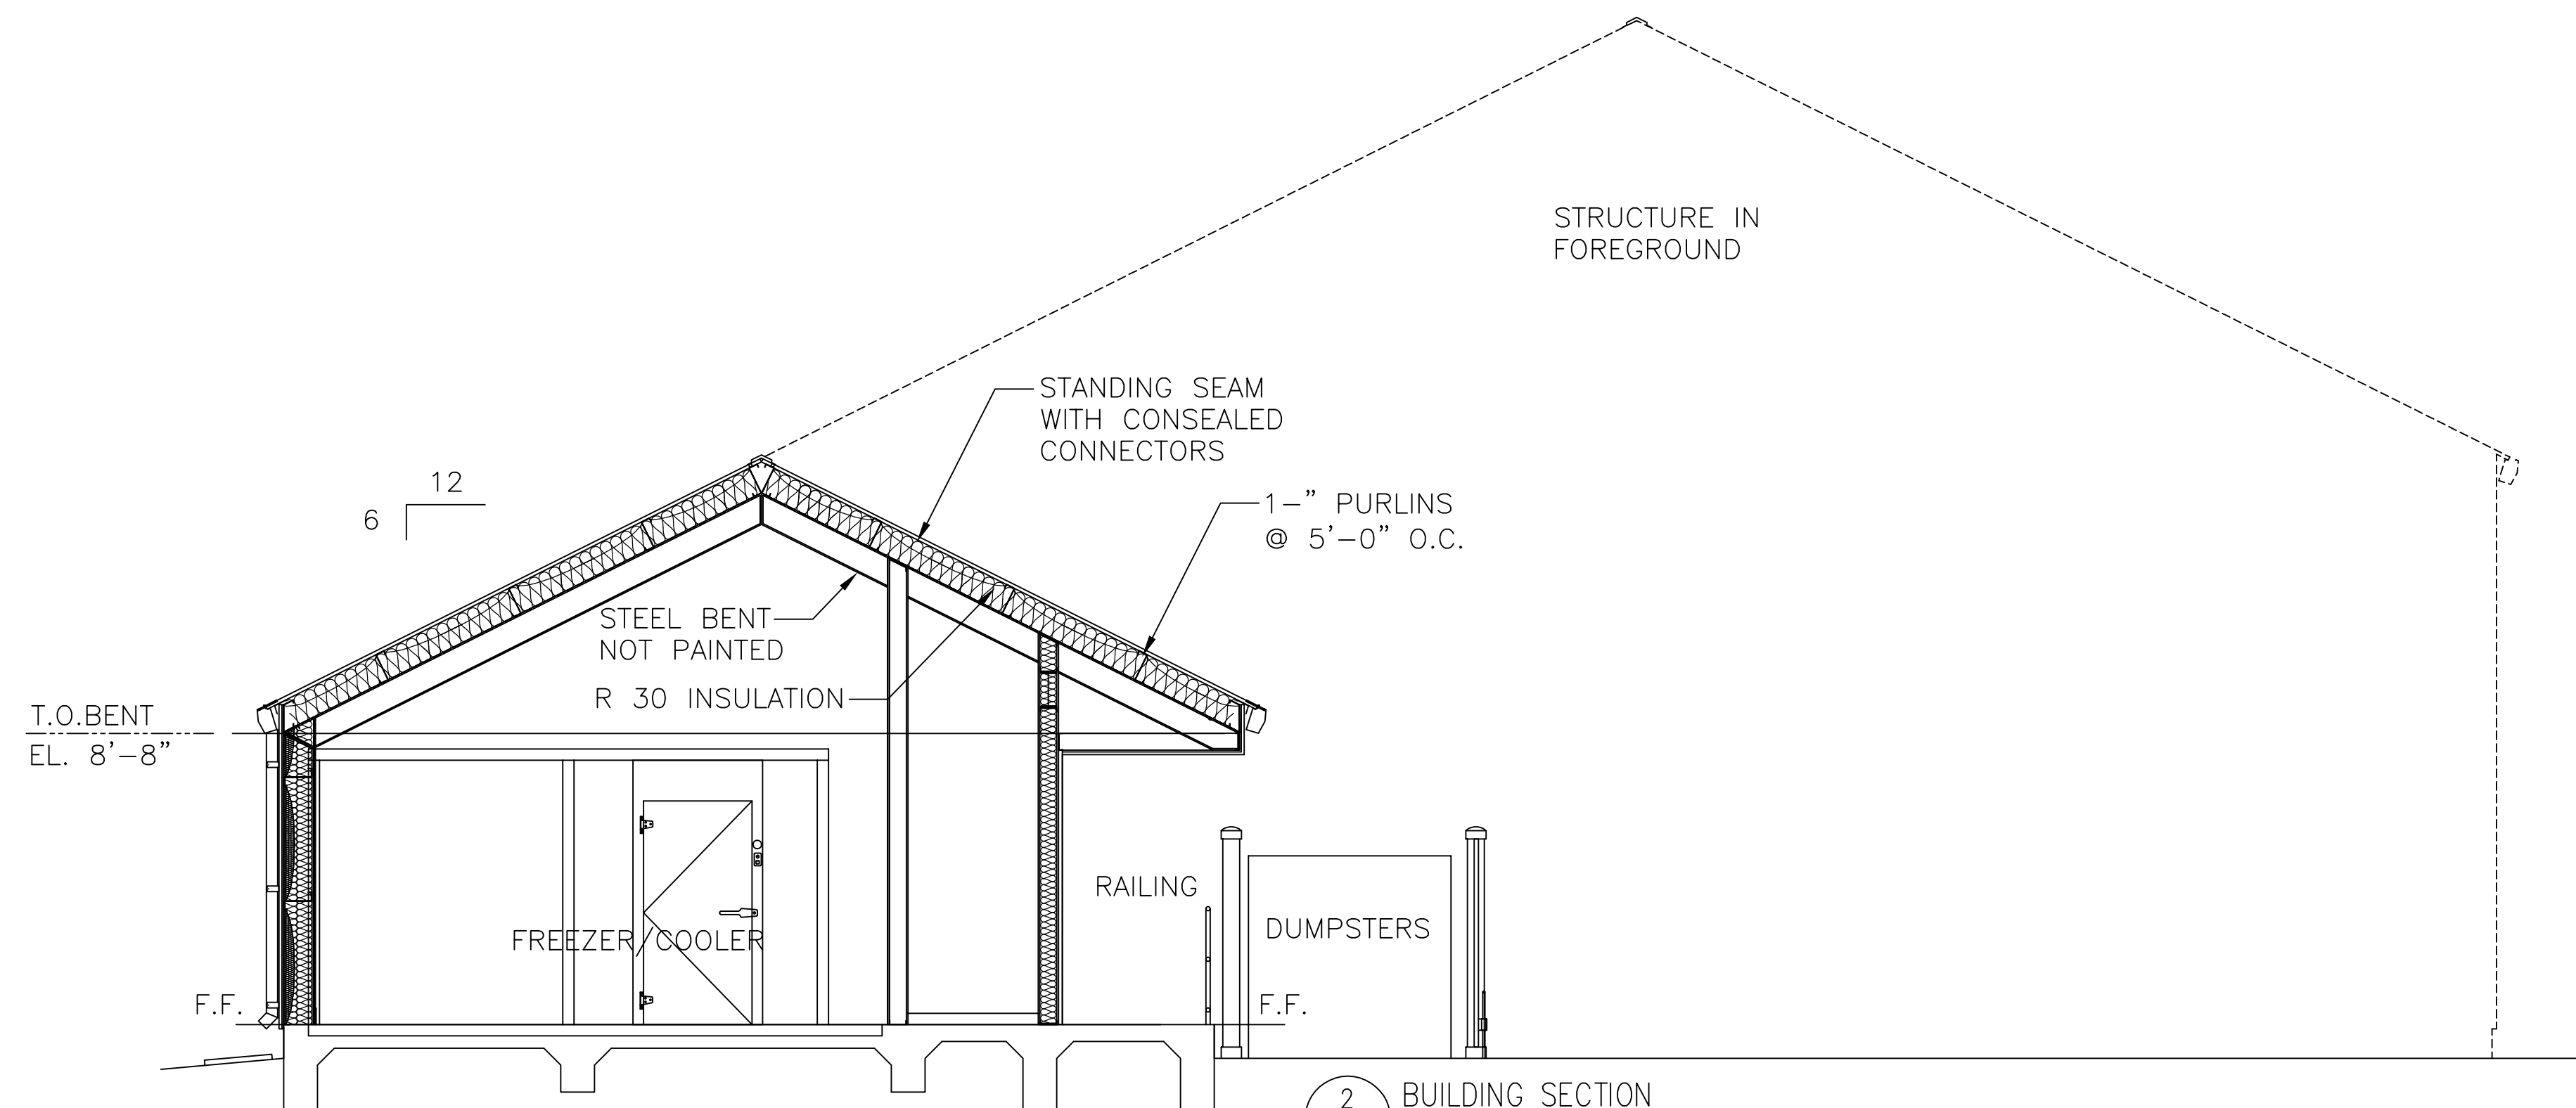 STRUCTURE IN
FOREGROUND
STANDING SEAM
WITH CONSEALED
CONNECTORS
12
6
1-" PURLINS
@ 5'-0" O.C.
STEEL BENT
NOT PAINTED
R 30 INSULATION
T.O.BENT
EL. 8'-8"
RAILING
DUMPSTERS
FREEZER/COOLER
F.F.
F.F.
2
BUILDING SECTION